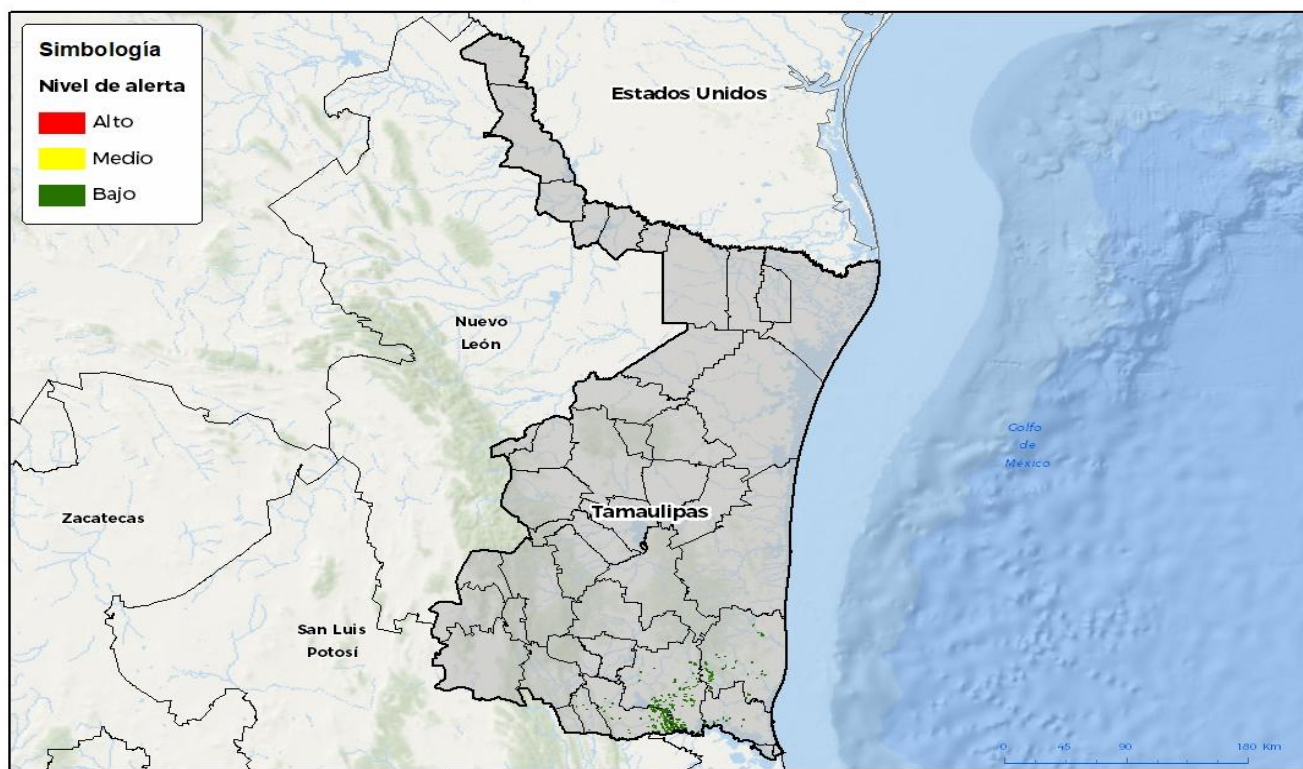 Simbología
Nivel de alerta
Alto
Medio
Bajo
Estados Unidos
Nuevo
León
Golfo
de
México
Zacatecas
Tamaulipas
San Luis
Potosí
0 45 90 180 Km